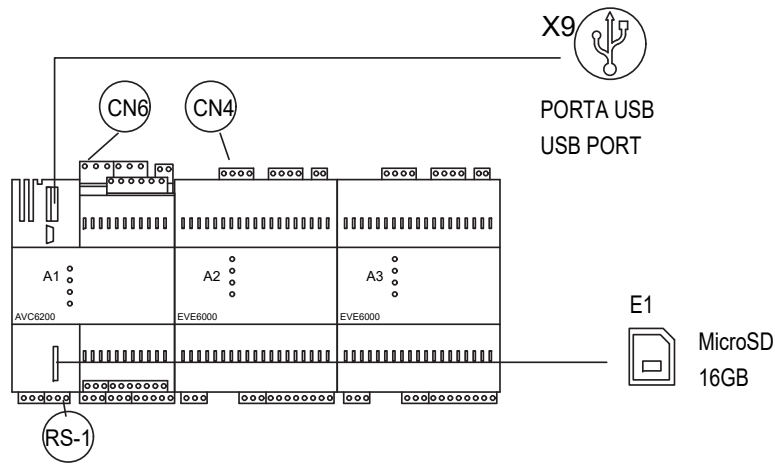 X9
PORTA USB
USB PORT
CN6
CN4
A1
A2
A3
AVC6200
EVE6000
EVE6000
E1
MicroSD
16GB
RS-1